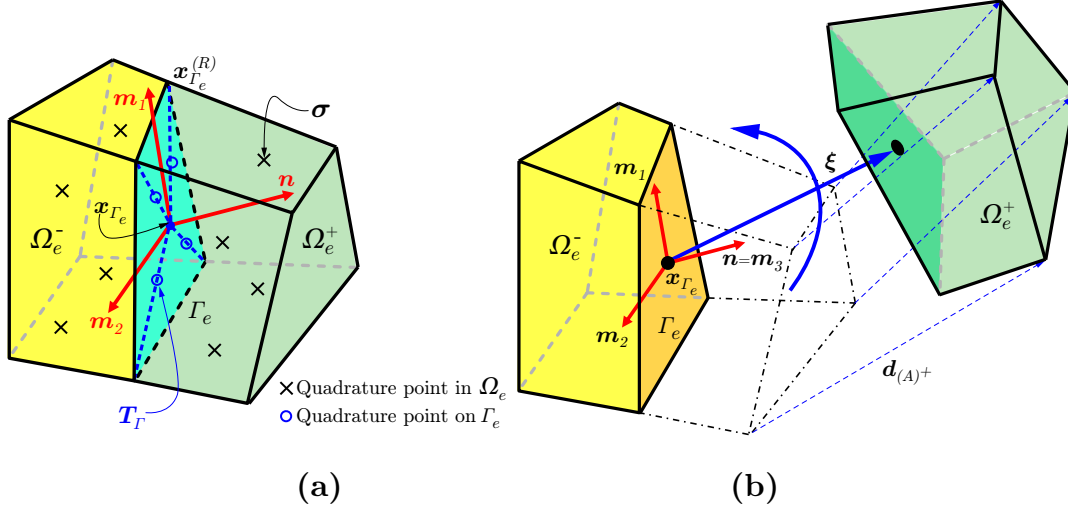 x_{Γ_e}^{(R)}
m_1
σ
n
x_{Γ_e}
Ω_e^-
Ω_e^+
m_2
Γ_e
T_Γ
× Quadrature point in Ω_e
○ Quadrature point on Γ_e
(a)
m_1
ξ
Ω_e^+
Ω_e^-
n=m_3
x_{Γ_e}
m_2
Γ_e
d_{(A)^+}
(b)